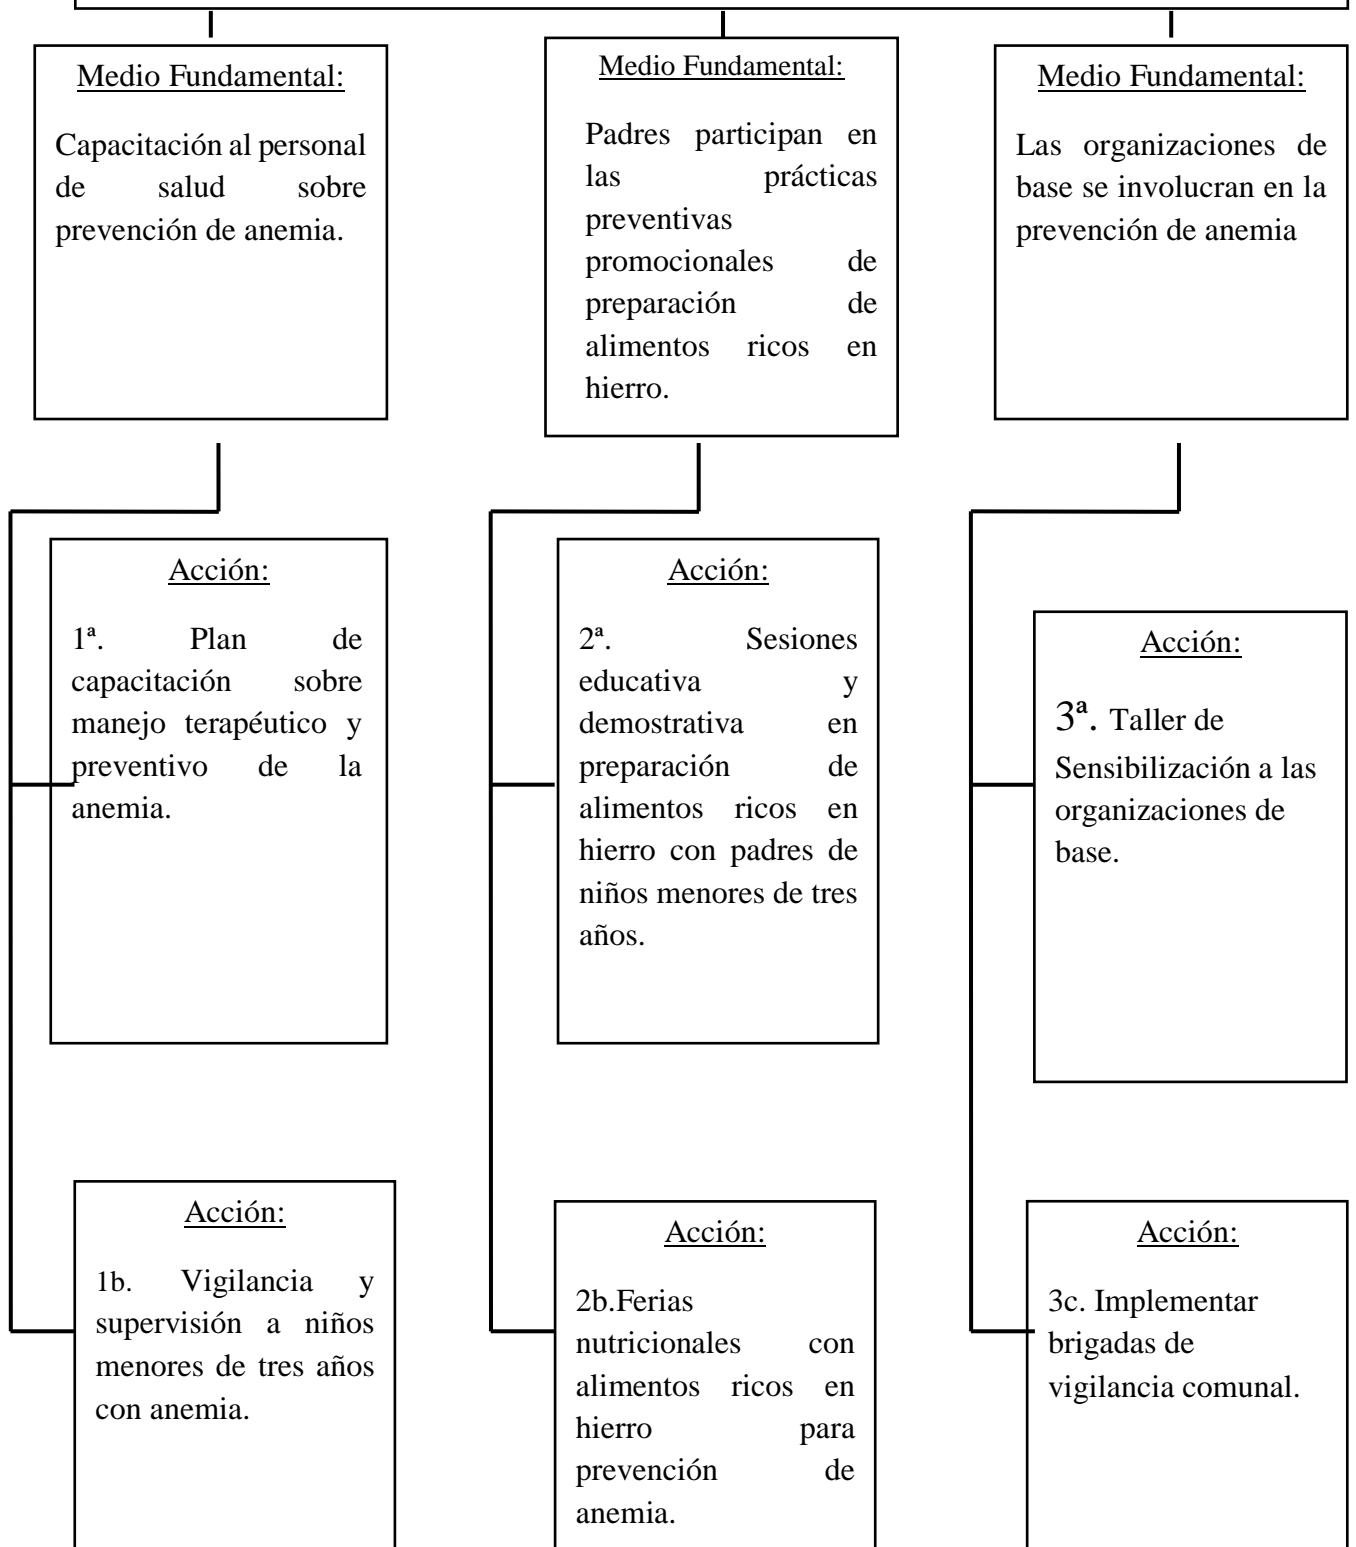 Medio Fundamental:
Capacitación al personal
de salud sobre
prevención de anemia.
Medio Fundamental:
Padres participan en
las prácticas
preventivas
promocionales de
preparación de
alimentos ricos en
hierro.
Medio Fundamental:
Las organizaciones de
base se involucran en la
prevención de anemia
Acción:
1ª. Plan de
capacitación sobre
manejo terapéutico y
preventivo de la
anemia.
Acción:
2ª. Sesiones
educativa y
demostrativa en
preparación de
alimentos ricos en
hierro con padres de
niños menores de tres
años.
Acción:
3ª. Taller de
Sensibilización a las
organizaciones de
base.
Acción:
1b. Vigilancia y
supervisión a niños
menores de tres años
con anemia.
Acción:
2b.Ferias
nutricionales con
alimentos ricos en
hierro para
prevención de
anemia.
Acción:
3c. Implementar
brigadas de
vigilancia comunal.